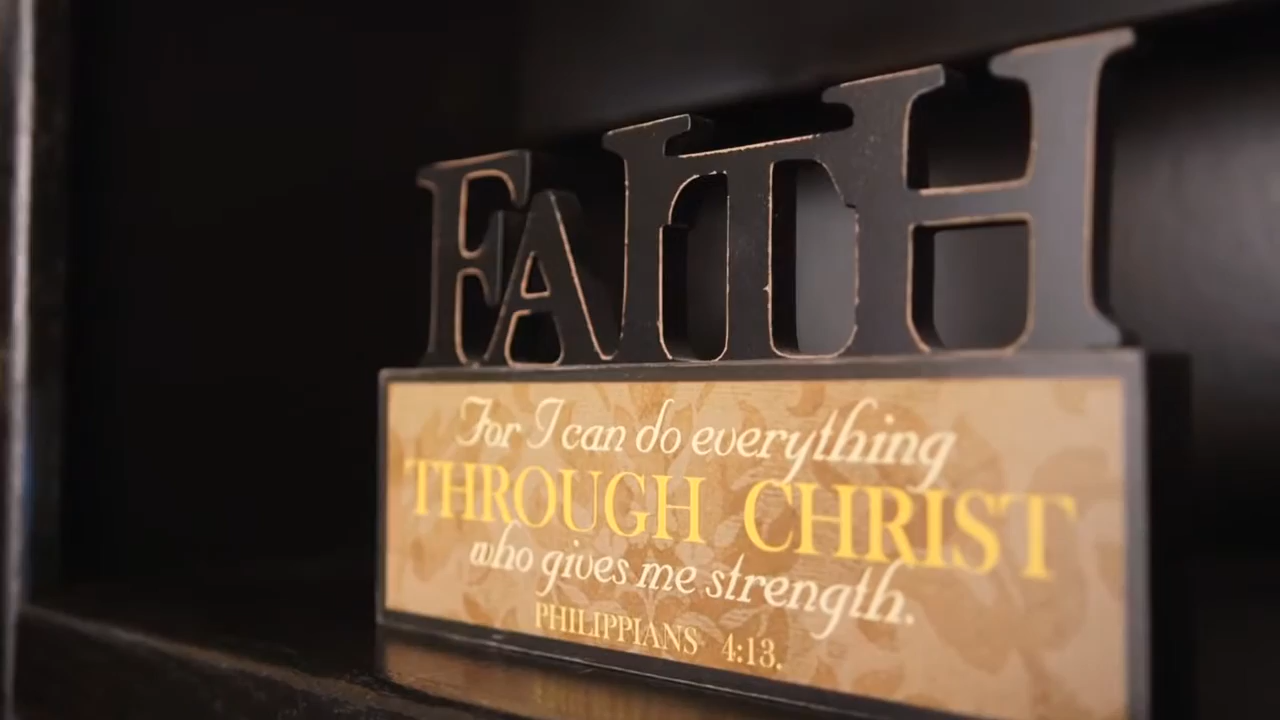 FAITH
For I can do everything
THROUGH CHRIST
who gives me strength.
PHILIPPIANS 4:13.